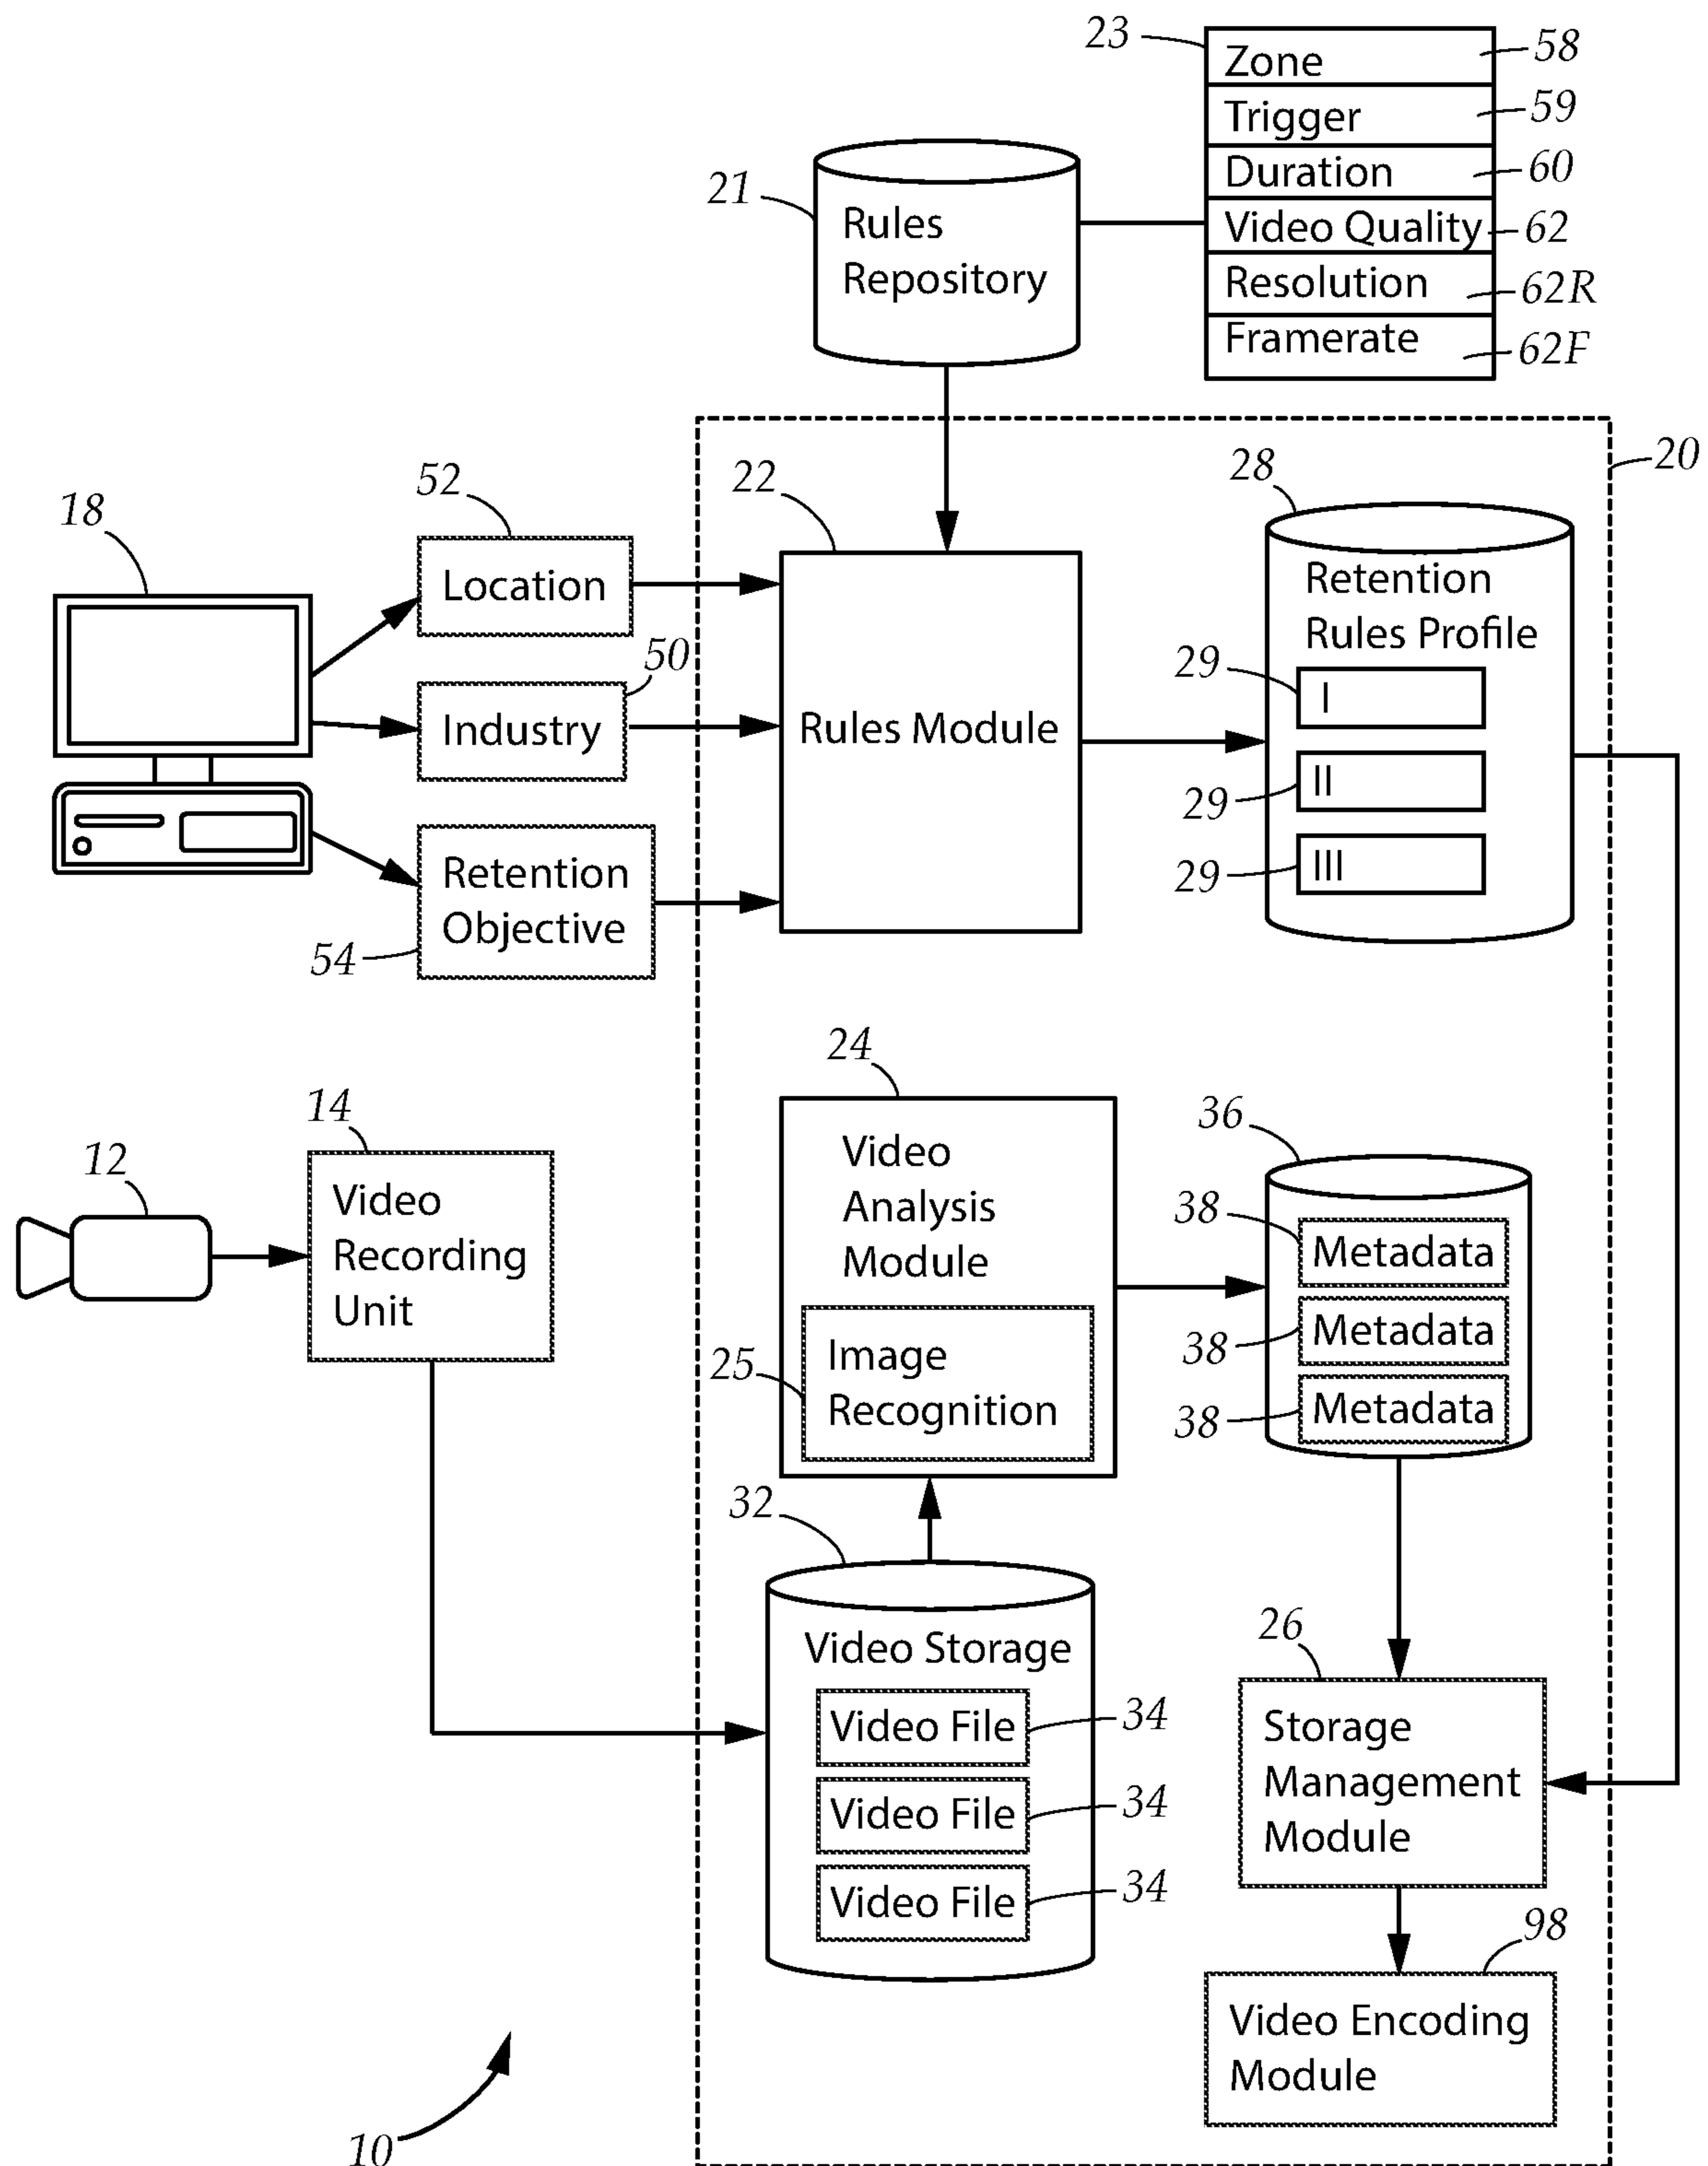 23
Zone
58
Trigger
59
Duration
60
Video Quality
62
Resolution
62R
Framerate
62F
21
Rules
Repository
20
18
52
Location
50
Industry
Retention
Objective
54
22
Rules Module
28
Retention
Rules Profile
29
I
29
II
29
III
12
14
Video
Recording
Unit
24
Video
Analysis
Module
25
Image
Recognition
36
38
Metadata
38
Metadata
38
Metadata
32
Video Storage
Video File
34
Video File
34
Video File
34
26
Storage
Management
Module
98
Video Encoding
Module
10